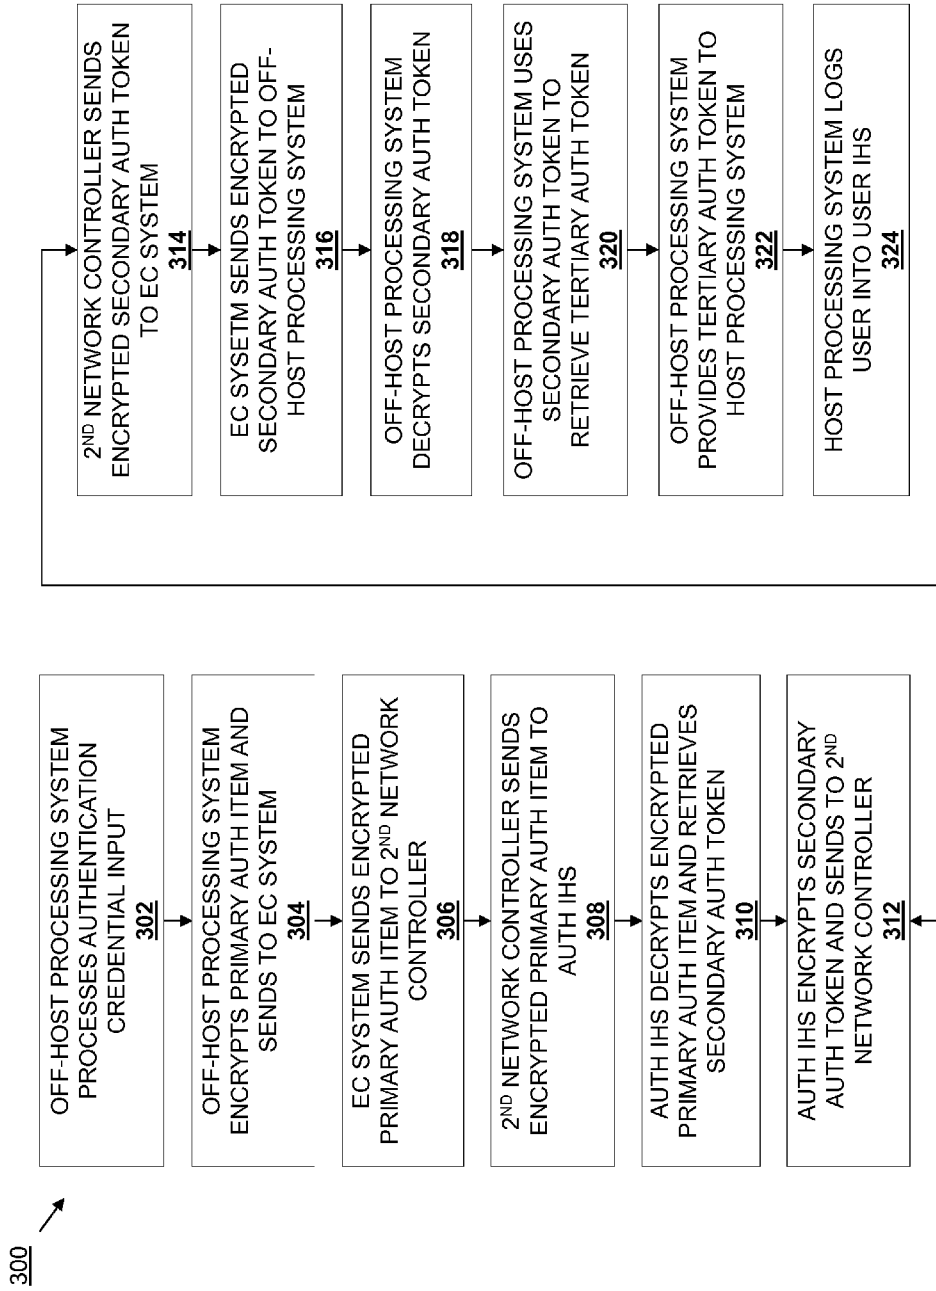 300
OFF-HOST PROCESSING SYSTEM
PROCESSES AUTHENTICATION
CREDENTIAL INPUT
302
OFF-HOST PROCESSING SYSTEM
ENCRYPTS PRIMARY AUTH ITEM AND
SENDS TO EC SYSTEM
304
EC SYSTEM SENDS ENCRYPTED
PRIMARY AUTH ITEM TO 2ND NETWORK
CONTROLLER
306
2ND NETWORK CONTROLLER SENDS
ENCRYPTED PRIMARY AUTH ITEM TO
AUTH IHS
308
AUTH IHS DECRYPTS ENCRYPTED
PRIMARY AUTH ITEM AND RETRIEVES
SECONDARY AUTH TOKEN
310
AUTH IHS ENCRYPTS SECONDARY
AUTH TOKEN AND SENDS TO 2ND
NETWORK CONTROLLER
312
2ND NETWORK CONTROLLER SENDS
ENCRYPTED SECONDARY AUTH TOKEN
TO EC SYSTEM
314
EC SYSETM SENDS ENCRYPTED
SECONDARY AUTH TOKEN TO OFF-
HOST PROCESSING SYSTEM
316
OFF-HOST PROCESSING SYSTEM
DECRYPTS SECONDARY AUTH TOKEN
318
OFF-HOST PROCESSING SYSTEM USES
SECONDARY AUTH TOKEN TO
RETRIEVE TERTIARY AUTH TOKEN
320
OFF-HOST PROCESSING SYSTEM
PROVIDES TERTIARY AUTH TOKEN TO
HOST PROCESSING SYSTEM
322
HOST PROCESSING SYSTEM LOGS
USER INTO USER IHS
324